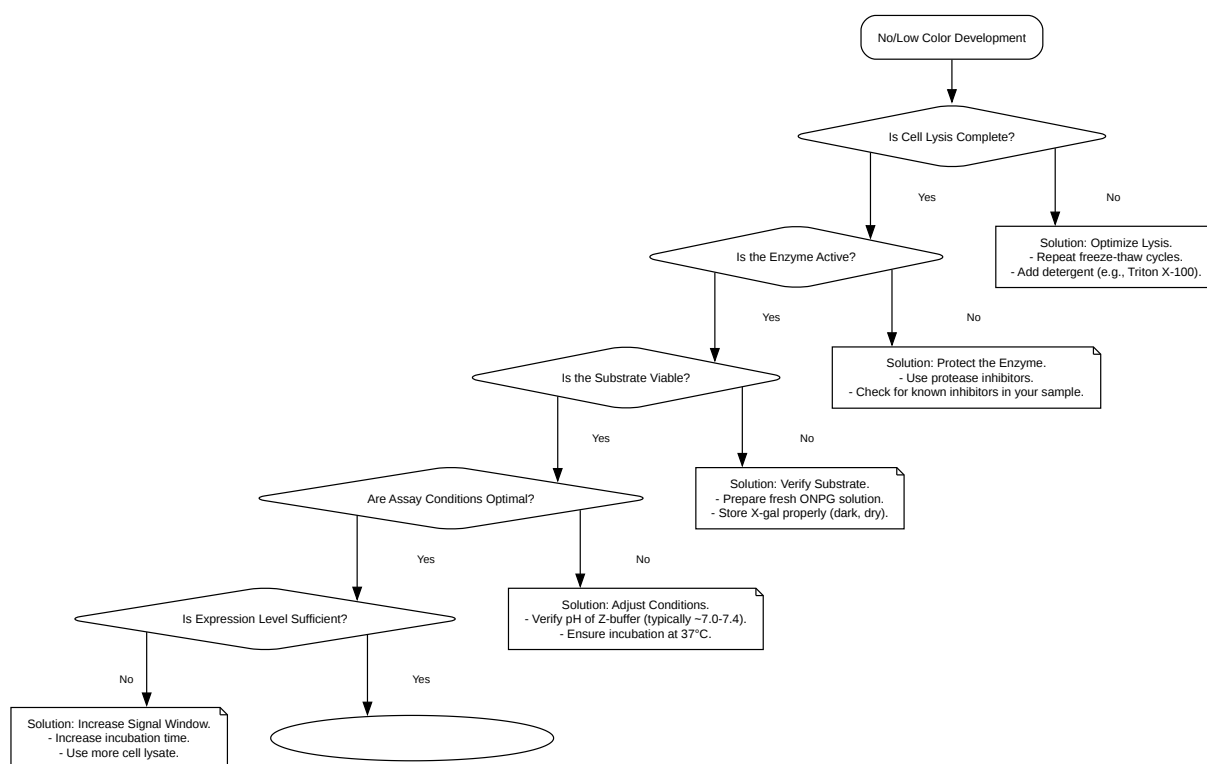 No/Low Color Development
Is Cell Lysis Complete?
Yes
No
Solution: Optimize Lysis.
- Repeat freeze-thaw cycles.
- Add detergent (e.g., Triton X-100).
Is the Enzyme Active?
Yes
No
Solution: Protect the Enzyme.
- Use protease inhibitors.
- Check for known inhibitors in your sample.
Is the Substrate Viable?
Yes
No
Solution: Verify Substrate.
- Prepare fresh ONPG solution.
- Store X-gal properly (dark, dry).
Are Assay Conditions Optimal?
Yes
No
Solution: Adjust Conditions.
- Verify pH of Z-buffer (typically ~7.0-7.4).
- Ensure incubation at 37°C.
Is Expression Level Sufficient?
No
Yes
Solution: Increase Signal Window.
- Increase incubation time.
- Use more cell lysate.